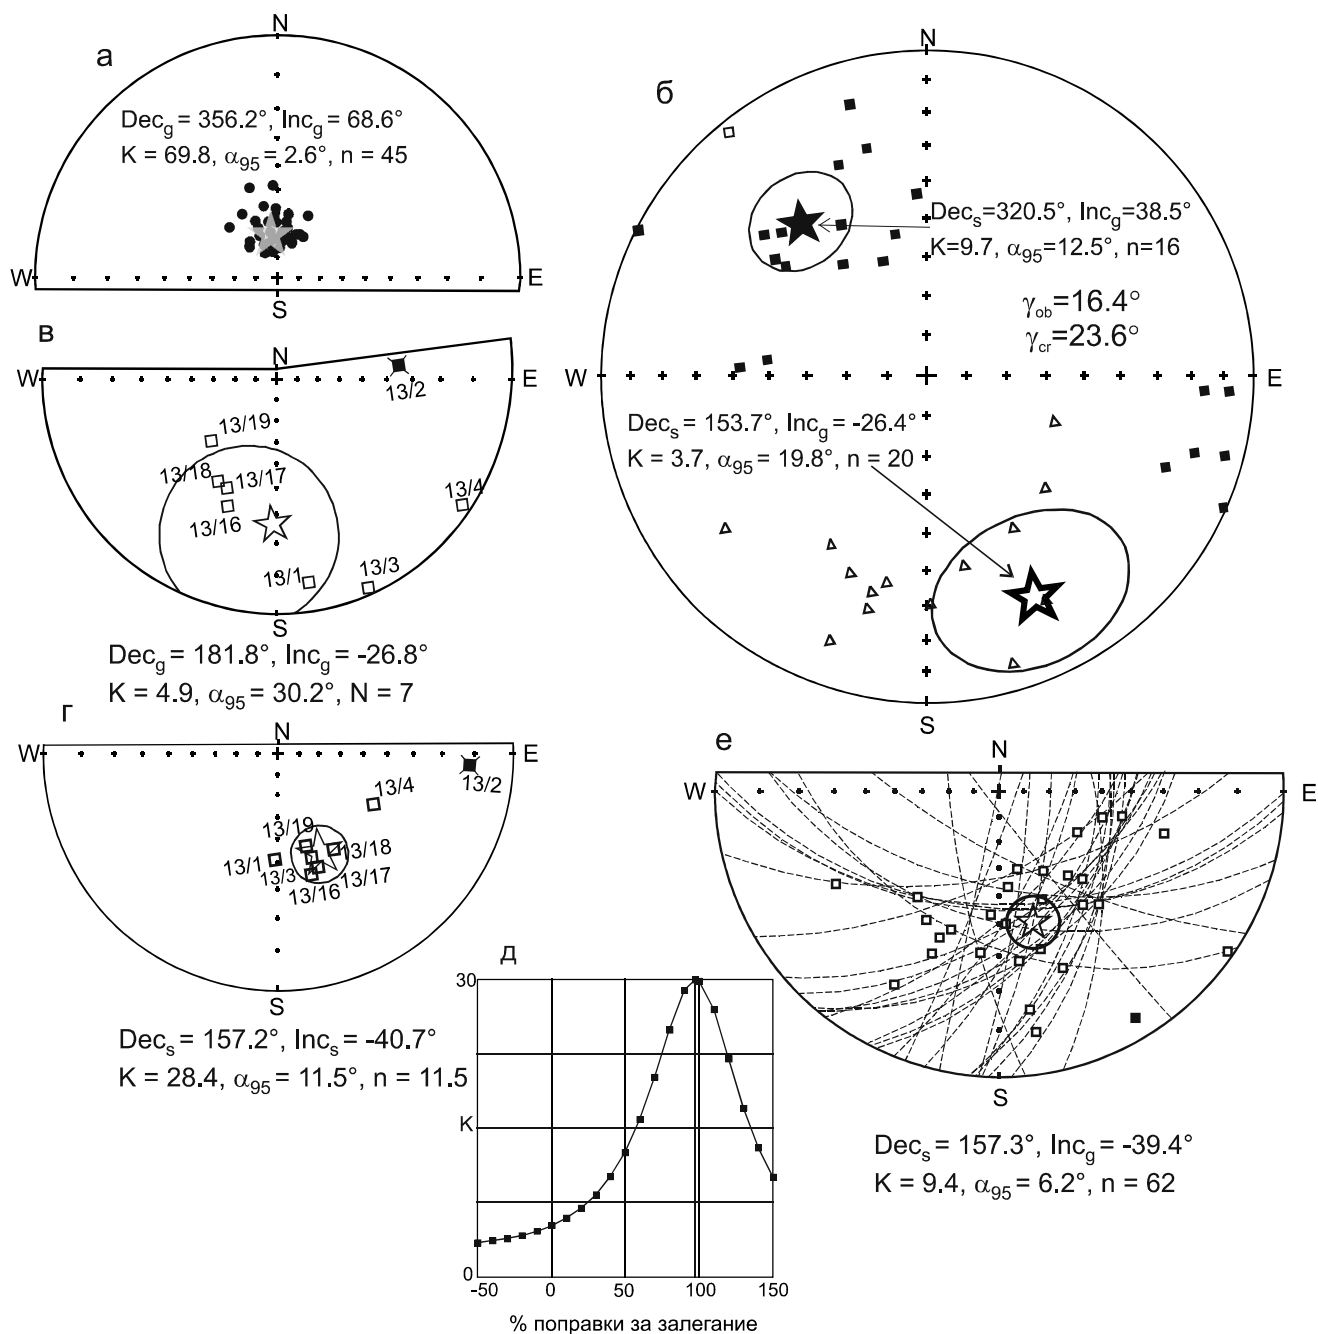 а
N
Dec_g = 356.2°, Inc_g = 68.6°
K = 69.8, α_95 = 2.6°, n = 45
W
E
S
б
N
Dec_s=320.5°, Inc_g=38.5°
K=9.7, α_95=12.5°, n=16
γ_ob=16.4°
γ_cr=23.6°
W
E
Dec_s = 153.7°, Inc_g = -26.4°
K = 3.7, α_95 = 19.8°, n = 20
S
в
N
W
E
13/2
13/19
13/18
13/17
13/4
13/16
13/1
13/3
S
Dec_g = 181.8°, Inc_g = -26.8°
K = 4.9, α_95 = 30.2°, N = 7
г
N
W
E
13/2
13/4
13/19
13/1
13/18
13/3
13/17
13/16
S
Dec_s = 157.2°, Inc_s = -40.7°
K = 28.4, α_95 = 11.5°, n = 11.5
д
30
K
0
-50
0
50
100
150
% поправки за залегание
е
N
W
E
S
Dec_s = 157.3°, Inc_g = -39.4°
K = 9.4, α_95 = 6.2°, n = 62